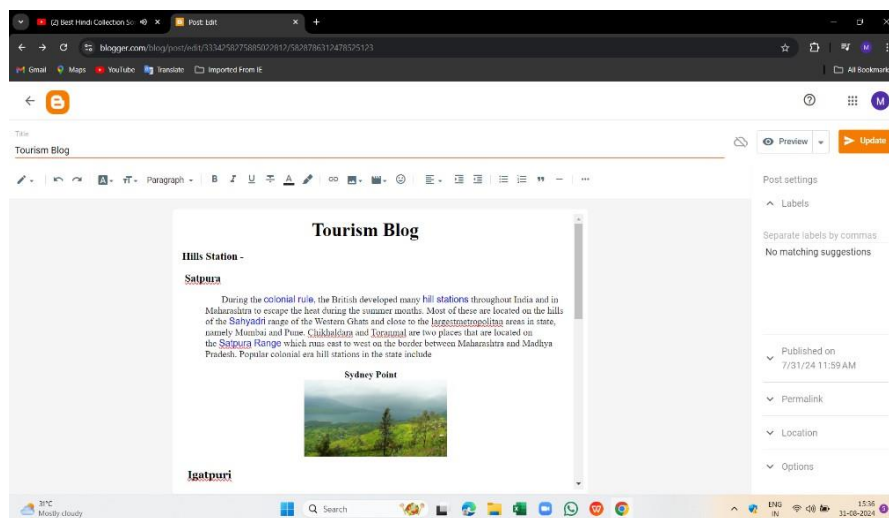 (2) Best Hindi Collection So
Post: Edit
blogger.com/blog/post/edit/3334258275885022812/5828786312478525123
Gmail Maps YouTube Translate Imported From IE All Bookmark
M
Title
Tourism Blog
Preview Update
Paragraph B I U A
Post settings
Labels
Separate labels by commas
No matching suggestions
Published on
7/31/24 11:59 AM
Permalink
Location
Options
Tourism Blog
Hills Station -
Satpura
During the colonial rule, the British developed many hill stations throughout India and in
Maharashtra to escape the heat during the summer months. Most of these are located on the hills
of the Sahyadri range of the Western Ghats and close to the largestmetropolitan areas in state,
namely Mumbai and Pune. Chikhaldara and Toranmal are two places that are located on
the Satpura Range which runs east to west on the border between Maharashtra and Madhya
Pradesh. Popular colonial era hill stations in the state include
Sydney Point
Igatpuri
31°C
Mostly cloudy
Search
ENG
IN
15:36
31-08-2024